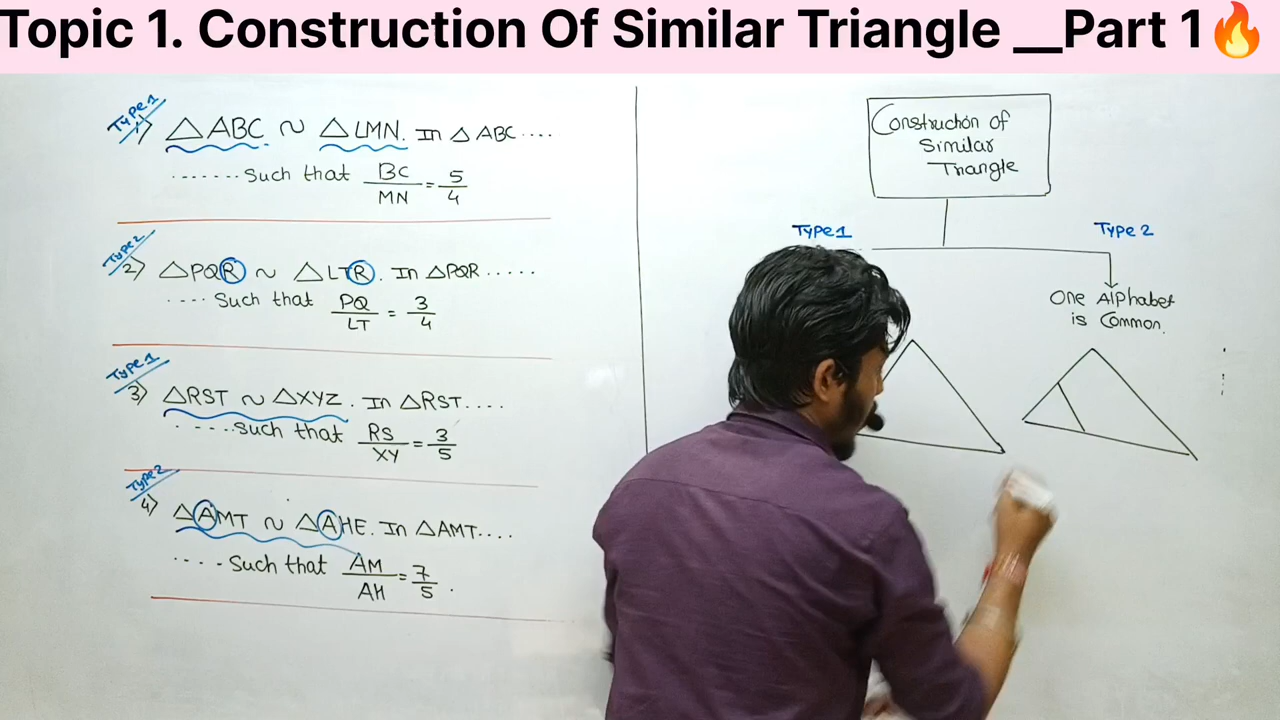 Topic 1. Construction Of Similar Triangle __Part 1🔥
Type 1
1) △ABC ~ △LMN. In △ABC....
....... Such that BC/MN = 5/4
Type 2
2) △PQR ~ △LTR. In △PQR.....
.... Such that PQ/LT = 3/4
Type 1
3) △RST ~ △XYZ. In △RST....
.....such that RS/XY = 3/5
Type 2
4) △AMT ~ △AHE. In △AMT....
.... Such that AM/AH = 7/5.
Construction of
Similar
Triangle
Type 1
Type 2
One Alphabet
is Common.